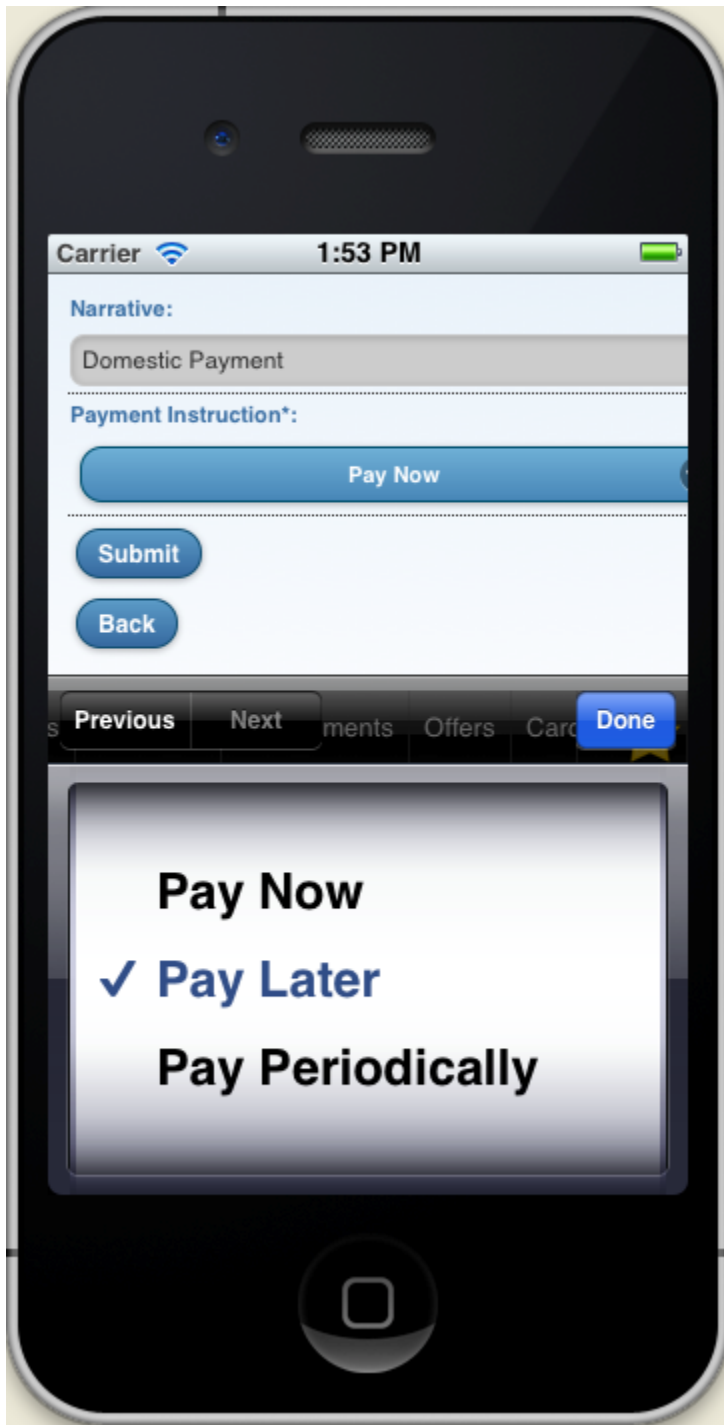 Carrier 1:53 PM
Narrative:
Domestic Payment
Payment Instruction*:
Pay Now
Submit
Back
Previous Next ments Offers Done
Pay Now
✓ Pay Later
Pay Periodically